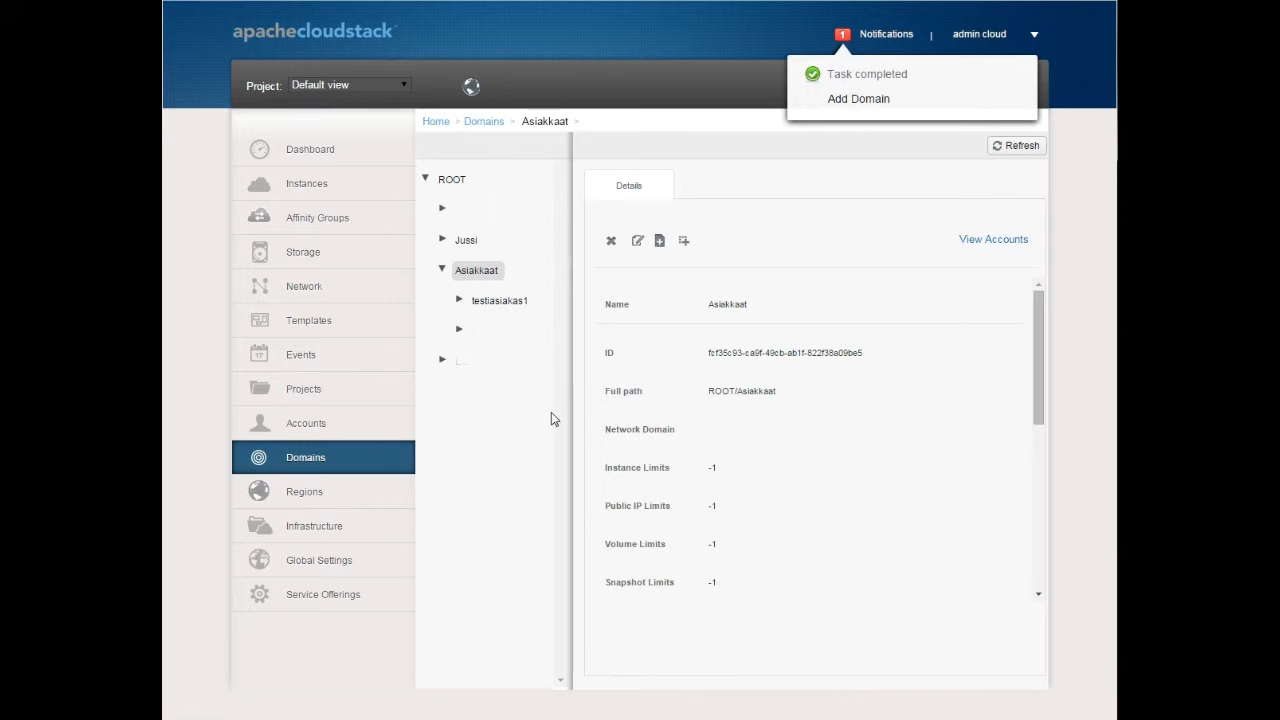 apachecloudstack
1 Notifications | admin cloud
Task completed
Add Domain
Project: Default view
Home > Domains > Asiakkaat >
Refresh
Dashboard
Instances
Affinity Groups
Storage
Network
Templates
17
Events
Projects
Accounts
Domains
Regions
Infrastructure
Global Settings
Service Offerings
ROOT
Jussi
Asiakkaat
testiasiakas1
Details
View Accounts
Name Asiakkaat
ID fcf35c93-ca9f-49cb-ab1f-822f38a09be5
Full path ROOT/Asiakkaat
Network Domain
Instance Limits -1
Public IP Limits -1
Volume Limits -1
Snapshot Limits -1